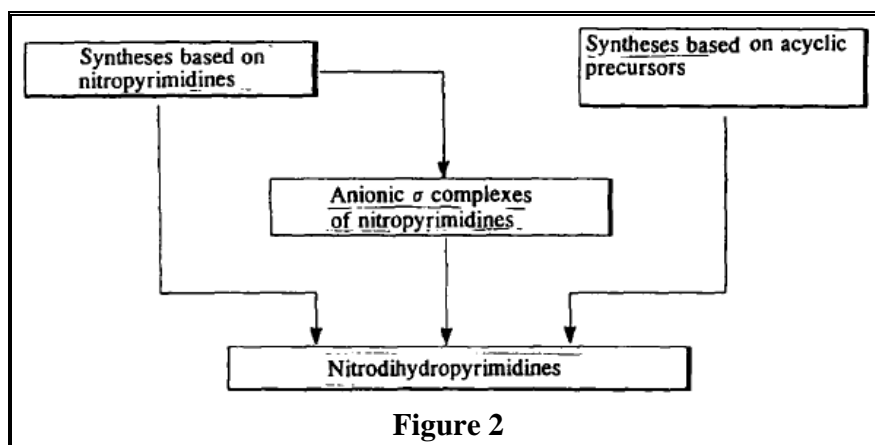 Syntheses based on
nitropyrimidines
Syntheses based on acyclic
precursors
Anionic σ complexes
of nitropyrimidines
Nitrodihydropyrimidines
Figure 2